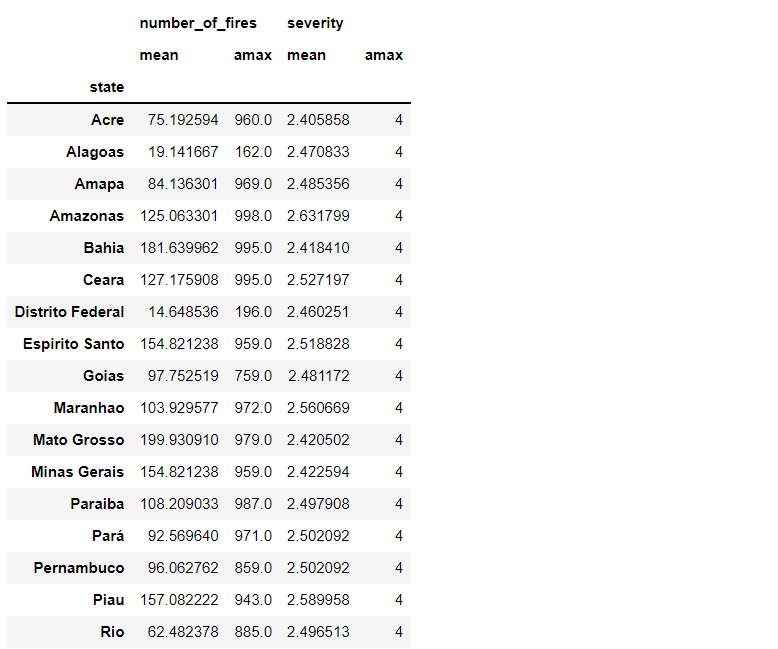 number_of_fires severity
mean amax mean amax
state
Acre 75.192594 960.0 2.405858 4
Alagoas 19.141667 162.0 2.470833 4
Amapa 84.136301 969.0 2.485356 4
Amazonas 125.063301 998.0 2.631799 4
Bahia 181.639962 995.0 2.418410 4
Ceara 127.175908 995.0 2.527197 4
Distrito Federal 14.648536 196.0 2.460251 4
Espirito Santo 154.821238 959.0 2.518828 4
Goias 97.752519 759.0 2.481172 4
Maranhao 103.929577 972.0 2.560669 4
Mato Grosso 199.930910 979.0 2.420502 4
Minas Gerais 154.821238 959.0 2.422594 4
Paraiba 108.209033 987.0 2.497908 4
Pará 92.569640 971.0 2.502092 4
Pernambuco 96.062762 859.0 2.502092 4
Piau 157.082222 943.0 2.589958 4
Rio 62.482378 885.0 2.496513 4